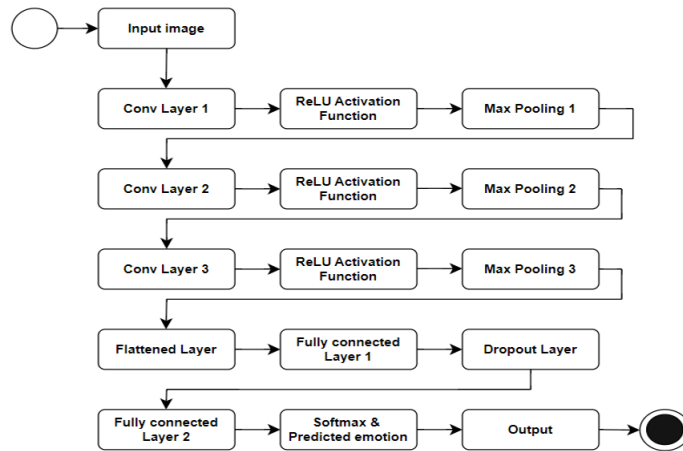 Input image
Conv Layer 1
ReLU Activation
Function
Max Pooling 1
Conv Layer 2
ReLU Activation
Function
Max Pooling 2
Conv Layer 3
ReLU Activation
Function
Max Pooling 3
Flattened Layer
Fully connected
Layer 1
Dropout Layer
Fully connected
Layer 2
Softmax &
Predicted emotion
Output